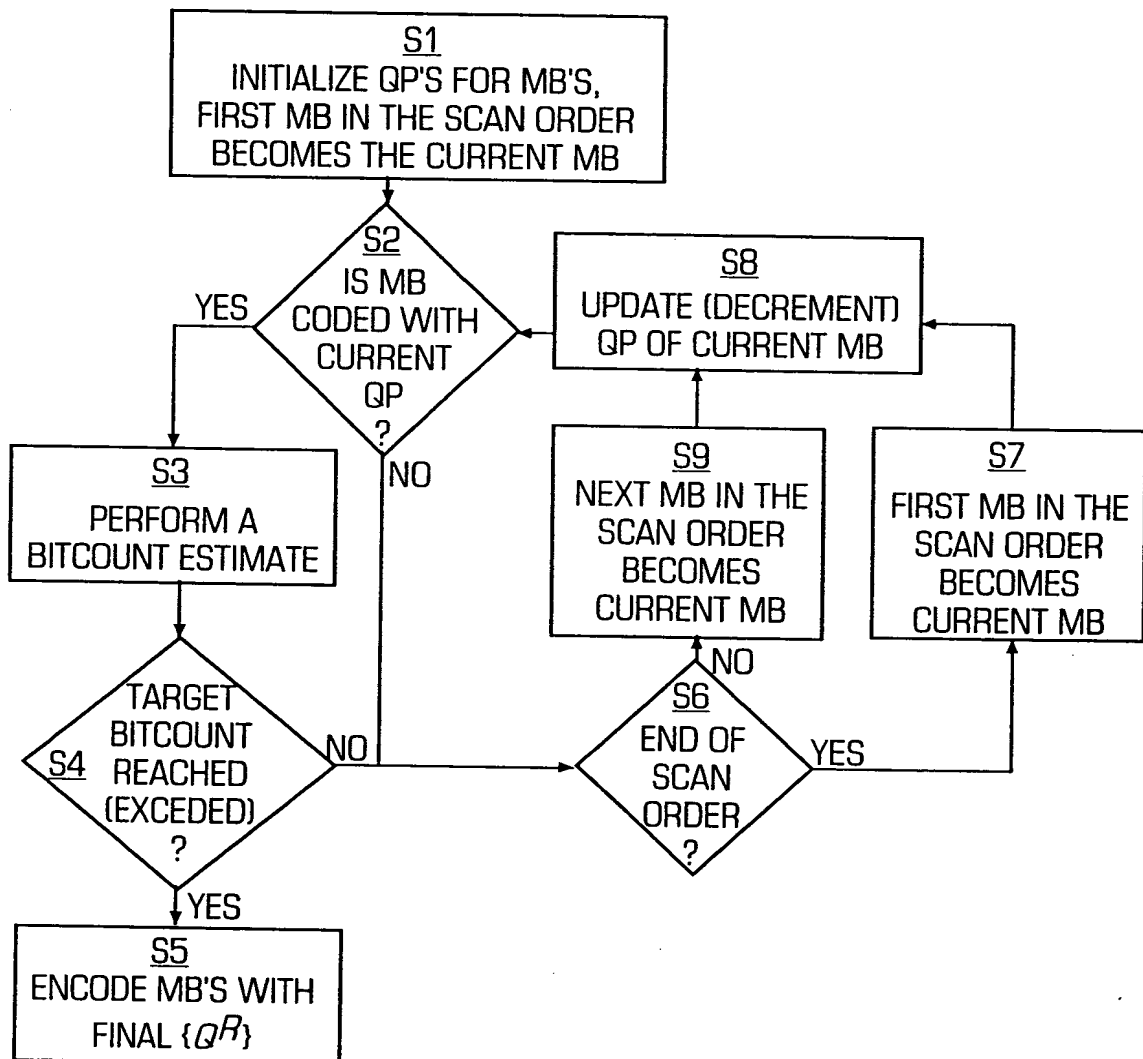 S1
INITIALIZE QP'S FOR MB'S,
FIRST MB IN THE SCAN ORDER
BECOMES THE CURRENT MB
S2
IS MB
CODED WITH
CURRENT
QP
?
YES
NO
S3
PERFORM A
BITCOUNT ESTIMATE
S4
TARGET
BITCOUNT
REACHED
(EXCEDED)
?
NO
YES
S5
ENCODE MB'S WITH
FINAL {Q^R}
S6
END OF
SCAN
ORDER
?
NO
YES
S9
NEXT MB IN THE
SCAN ORDER
BECOMES
CURRENT MB
S7
FIRST MB IN THE
SCAN ORDER
BECOMES
CURRENT MB
S8
UPDATE (DECREMENT)
QP OF CURRENT MB